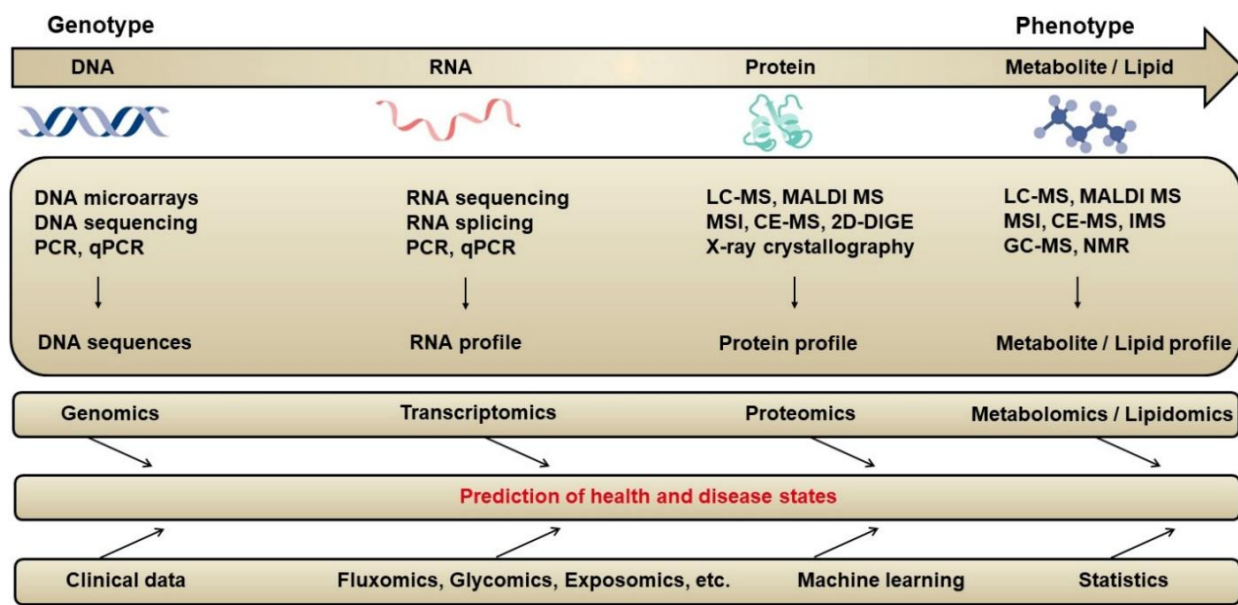 Genotype
Phenotype
DNA
RNA
Protein
Metabolite / Lipid
DNA microarrays
DNA sequencing
PCR, qPCR
DNA sequences
RNA sequencing
RNA splicing
PCR, qPCR
RNA profile
LC-MS, MALDI MS
MSI, CE-MS, 2D-DIGE
X-ray crystallography
Protein profile
LC-MS, MALDI MS
MSI, CE-MS, IMS
GC-MS, NMR
Metabolite / Lipid profile
Genomics
Transcriptomics
Proteomics
Metabolomics / Lipidomics
Prediction of health and disease states
Clinical data
Fluxomics, Glycomics, Exposomics, etc.
Machine learning
Statistics